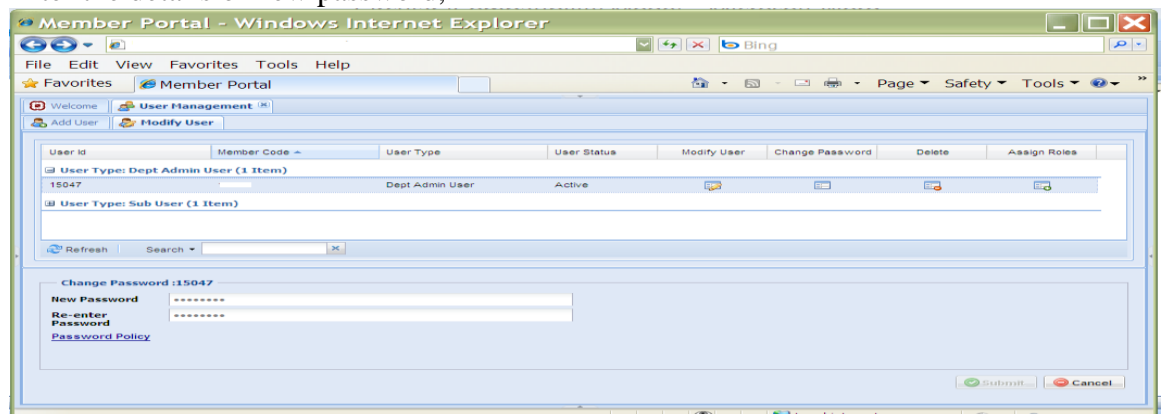 Member Portal - Windows Internet Explorer
Bing
File Edit View Favorites Tools Help
Favorites Member Portal Page Safety Tools »
Welcome User Management
Add User Modify User
User Id Member Code User Type User Status Modify User Change Password Delete Assign Roles
User Type: Dept Admin User (1 Item)
15047 Dept Admin User Active
User Type: Sub User (1 Item)
Refresh Search
Change Password :15047
New Password ••••••••
Re-enter Password ••••••••
Password Policy
Submit Cancel